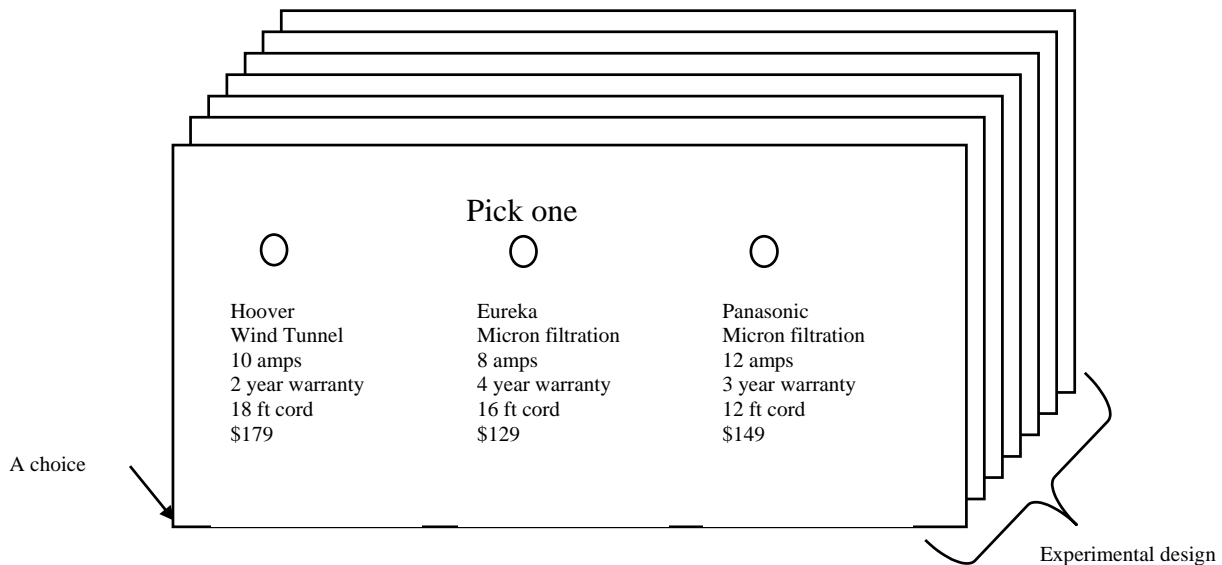 Pick one
Hoover
Wind Tunnel
10 amps
2 year warranty
18 ft cord
$179
Eureka
Micron filtration
8 amps
4 year warranty
16 ft cord
$129
Panasonic
Micron filtration
12 amps
3 year warranty
12 ft cord
$149
A choice
Experimental design